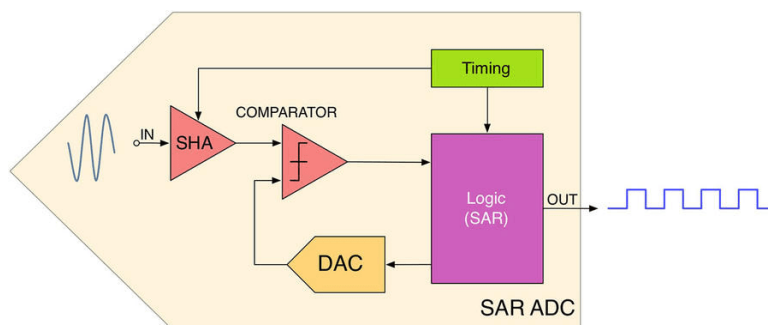 Timing
COMPARATOR
IN
SHA
Logic
(SAR)
OUT
DAC
SAR ADC